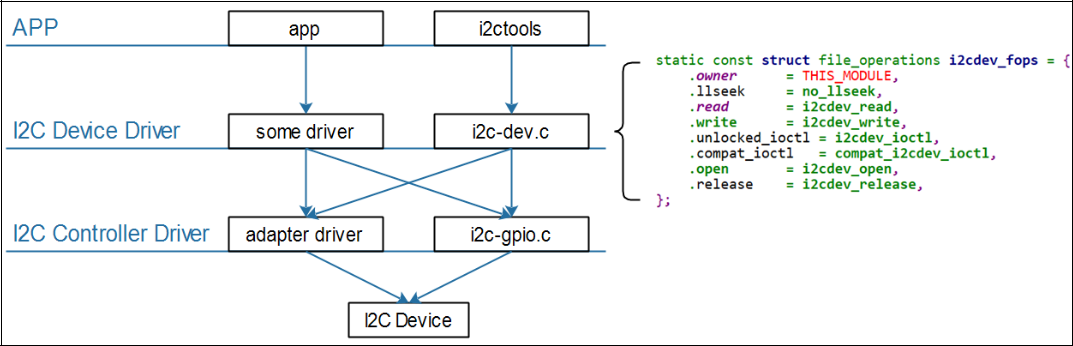 APP
app
i2ctools
I2C Device Driver
some driver
i2c-dev.c
I2C Controller Driver
adapter driver
i2c-gpio.c
I2C Device
static const struct file_operations i2cdev_fops = {
.owner = THIS_MODULE,
.llseek = no_llseek,
.read = i2cdev_read,
.write = i2cdev_write,
.unlocked_ioctl = i2cdev_ioctl,
.compat_ioctl = compat_i2cdev_ioctl,
.open = i2cdev_open,
.release = i2cdev_release,
};